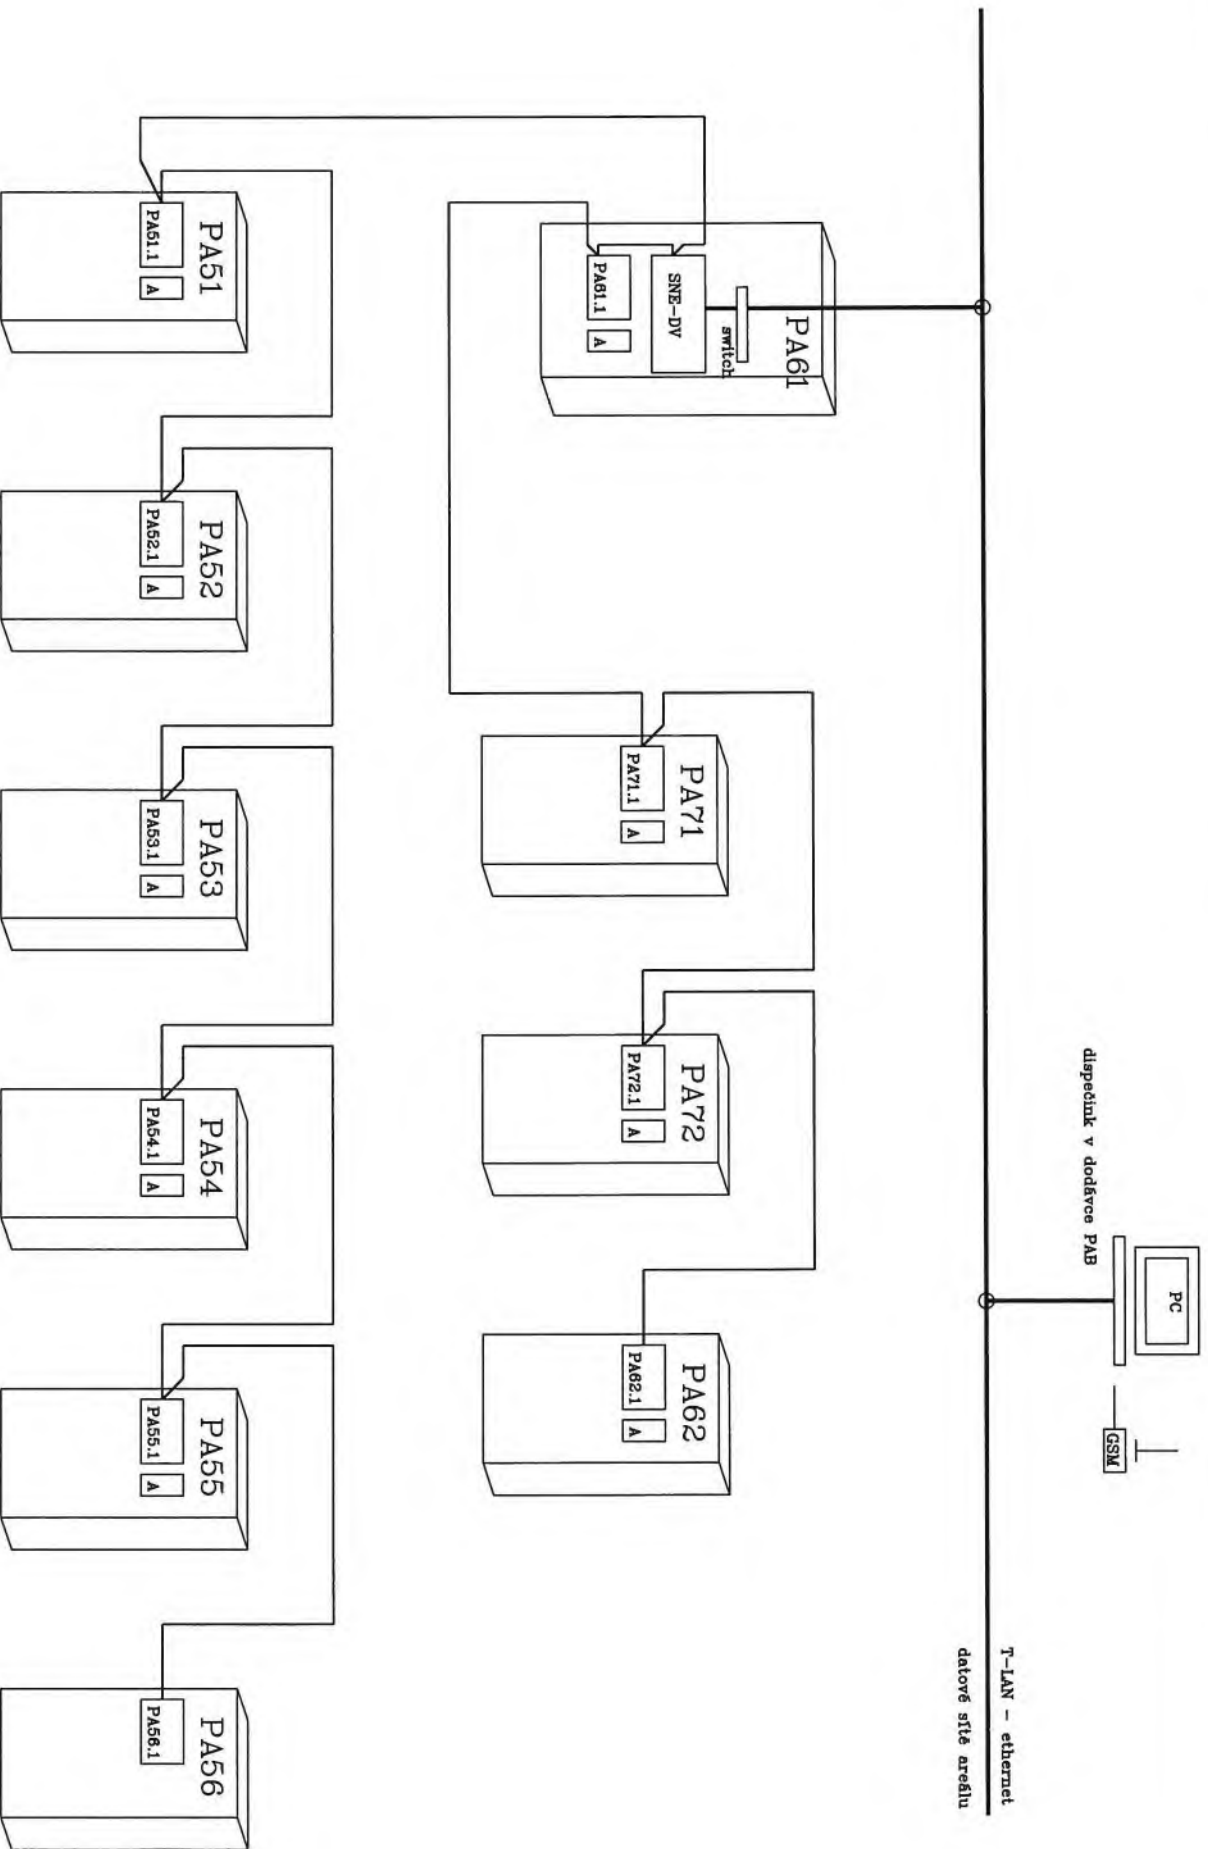 PC
GSM
dispečink v dodávce PAB
T-LAN - ethernet
datové sítě areálu
PA61
switch
SNE-DV
PA61.1
A
PA71
PA71.1
A
PA72
PA72.1
A
PA62
PA62.1
A
PA51
PA51.1
A
PA52
PA52.1
A
PA53
PA53.1
A
PA54
PA54.1
A
PA55
PA55.1
A
PA56
PA56.1